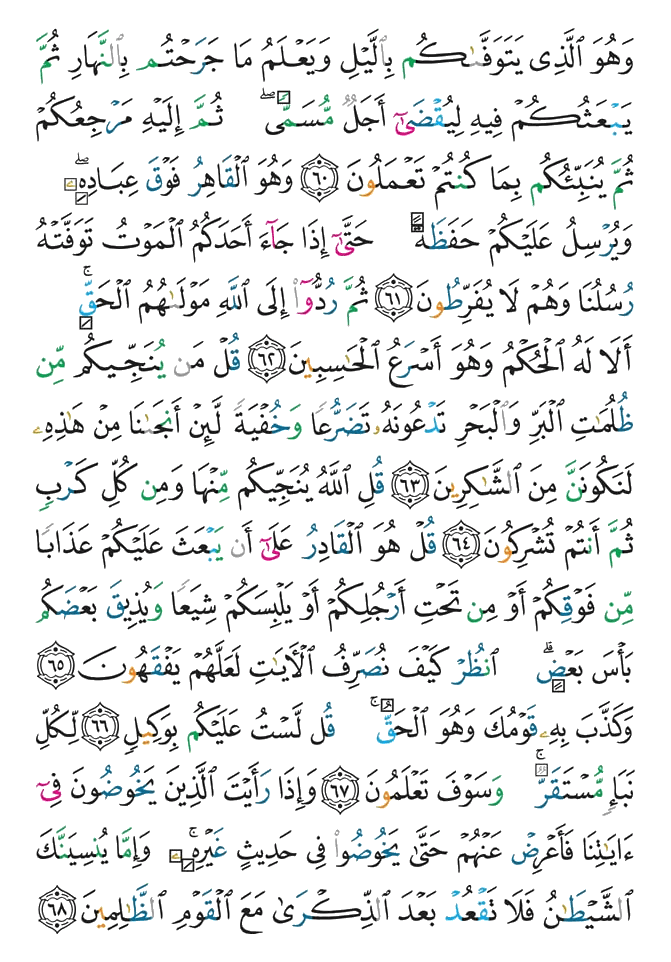 وَهُوَ ٱلَّذِى يَتَوَفَّىٰكُم بِٱلَّيْلِ وَيَعْلَمُ مَا جَرَحْتُم بِٱلنَّهَارِ ثُمَّ
يَبْعَثُكُمْ فِيهِ لِيُقْضَىٰٓ أَجَلٌ مُّسَمًّى ۖ ثُمَّ إِلَيْهِ مَرْجِعُكُمْ
ثُمَّ يُنَبِّئُكُم بِمَا كُنتُمْ تَعْمَلُونَ ٦٠ وَهُوَ ٱلْقَاهِرُ فَوْقَ عِبَادِهِۦ ۖ
وَيُرْسِلُ عَلَيْكُمْ حَفَظَةً حَتَّىٰٓ إِذَا جَآءَ أَحَدَكُمُ ٱلْمَوْتُ تَوَفَّتْهُ
رُسُلُنَا وَهُمْ لَا يُفَرِّطُونَ ٦١ ثُمَّ رُدُّوٓا۟ إِلَى ٱللَّهِ مَوْلَىٰهُمُ ٱلْحَقِّ ۚ
أَلَا لَهُ ٱلْحُكْمُ وَهُوَ أَسْرَعُ ٱلْحَٰسِبِينَ ٦٢ قُلْ مَن يُنَجِّيكُم مِّن
ظُلُمَٰتِ ٱلْبَرِّ وَٱلْبَحْرِ تَدْعُونَهُۥ تَضَرُّعًا وَخُفْيَةً لَّئِنْ أَنجَىٰنَا مِنْ هَٰذِهِۦ
لَنَكُونَنَّ مِنَ ٱلشَّٰكِرِينَ ٦٣ قُلِ ٱللَّهُ يُنَجِّيكُم مِّنْهَا وَمِن كُلِّ كَرْبٍ
ثُمَّ أَنتُمْ تُشْرِكُونَ ٦٤ قُلْ هُوَ ٱلْقَادِرُ عَلَىٰٓ أَن يَبْعَثَ عَلَيْكُمْ عَذَابًا
مِّن فَوْقِكُمْ أَوْ مِن تَحْتِ أَرْجُلِكُمْ أَوْ يَلْبِسَكُمْ شِيَعًا وَيُذِيقَ بَعْضَكُم
بَأْسَ بَعْضٍ ۗ ٱنظُرْ كَيْفَ نُصَرِّفُ ٱلْءَايَٰتِ لَعَلَّهُمْ يَفْقَهُونَ ٦٥
وَكَذَّبَ بِهِۦ قَوْمُكَ وَهُوَ ٱلْحَقُّ ۚ قُل لَّسْتُ عَلَيْكُم بِوَكِيلٍ ٦٦ لِّكُلِّ
نَبَإٍ مُّسْتَقَرٌّ ۚ وَسَوْفَ تَعْلَمُونَ ٦٧ وَإِذَا رَأَيْتَ ٱلَّذِينَ يَخُوضُونَ فِىٓ
ءَايَٰتِنَا فَأَعْرِضْ عَنْهُمْ حَتَّىٰ يَخُوضُوا۟ فِى حَدِيثٍ غَيْرِهِۦ ۚ وَإِمَّا يُنسِيَنَّكَ
ٱلشَّيْطَٰنُ فَلَا تَقْعُدْ بَعْدَ ٱلذِّكْرَىٰ مَعَ ٱلْقَوْمِ ٱلظَّٰلِمِينَ ٦٨